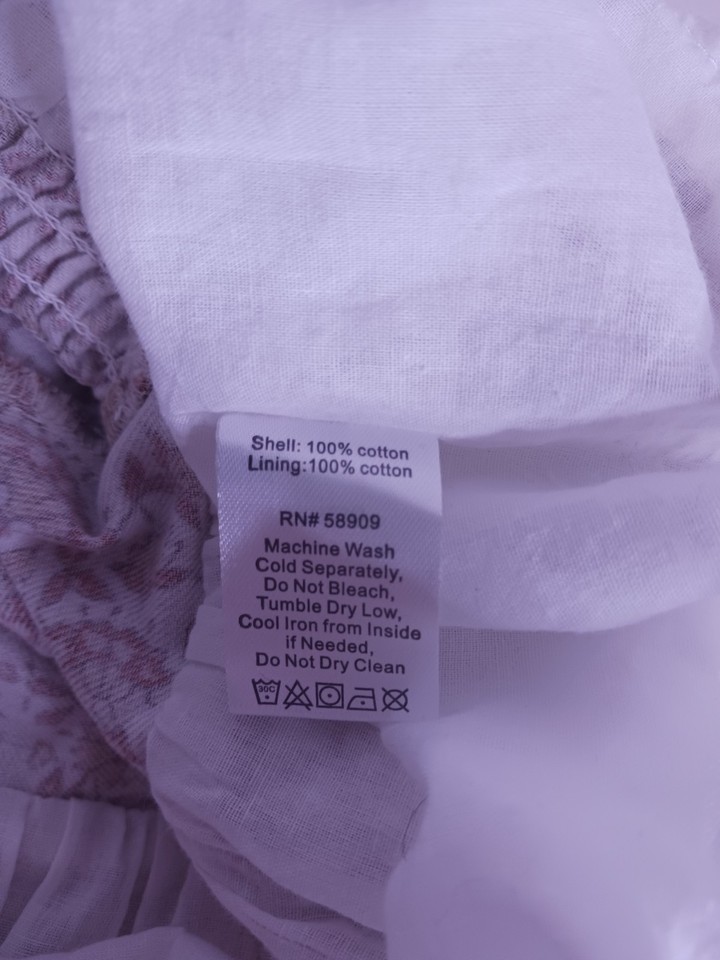 Shell: 100% cotton
Lining:100% cotton
RN# 58909
Machine Wash
Cold Separately,
Do Not Bleach,
Tumble Dry Low,
Cool Iron from Inside
if Needed,
Do Not Dry Clean
30C